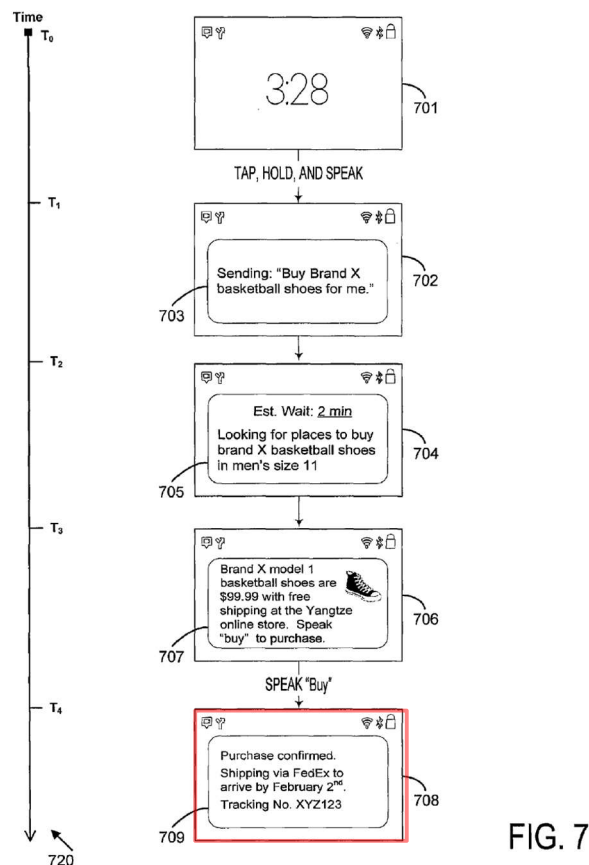 Time
T₀
3:28
701
TAP, HOLD, AND SPEAK
T₁
Sending: “Buy Brand X
basketball shoes for me.”
702
703
T₂
Est. Wait: 2 min
Looking for places to buy
brand X basketball shoes
in men's size 11
704
705
T₃
Brand X model 1
basketball shoes are
$99.99 with free
shipping at the Yangtze
online store. Speak
“buy” to purchase.
706
707
SPEAK “Buy”
T₄
Purchase confirmed.
Shipping via FedEx to
arrive by February 2ⁿᵈ.
Tracking No. XYZ123
708
709
720
FIG. 7